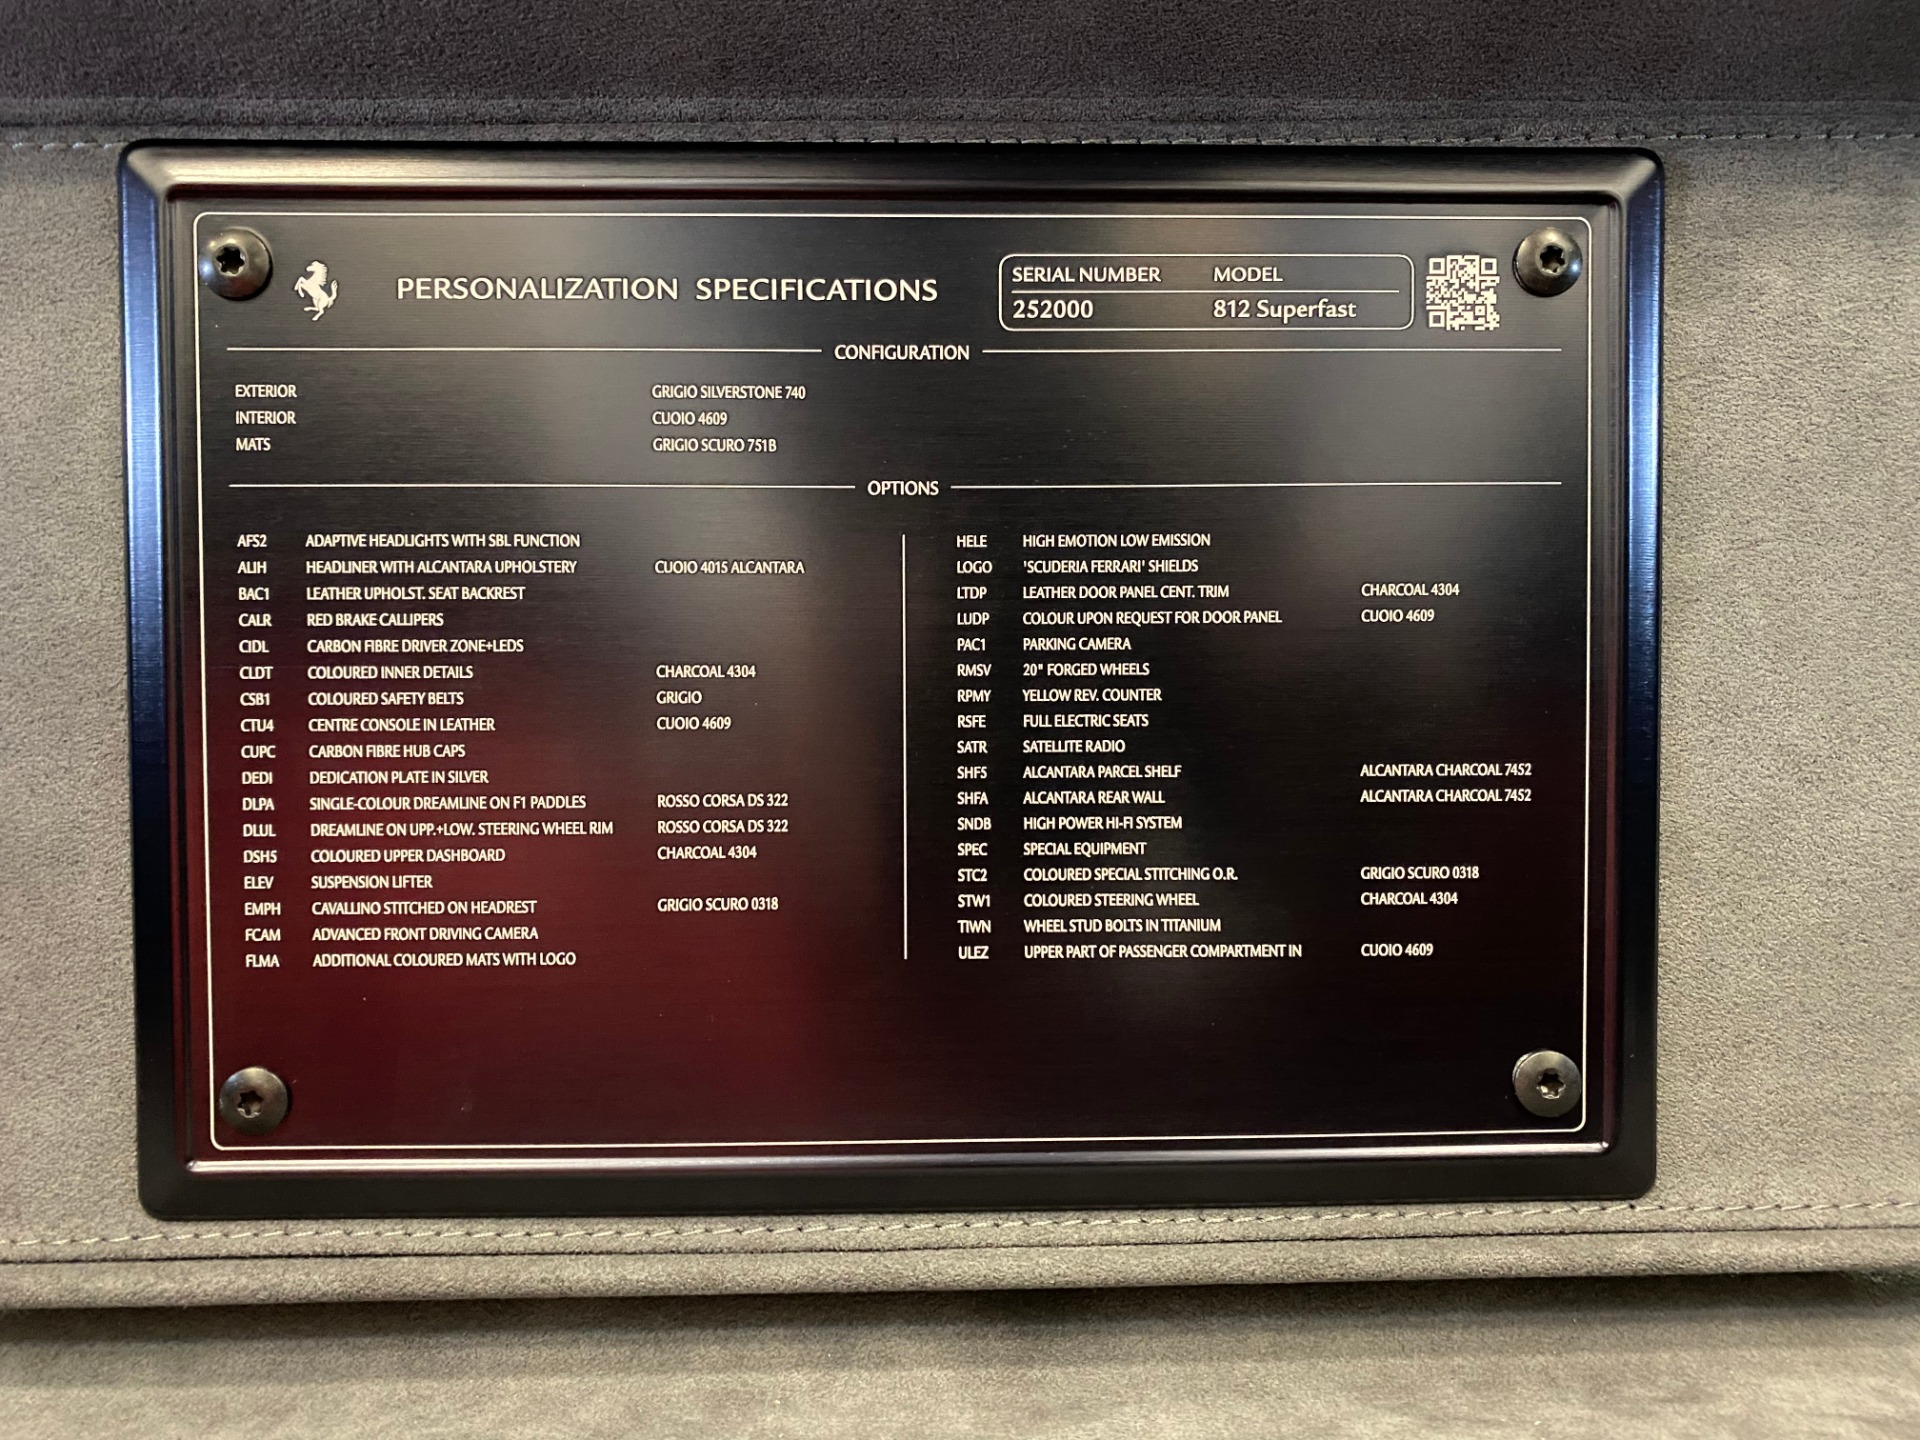 PERSONALIZATION SPECIFICATIONS
SERIAL NUMBER MODEL
252000 812 Superfast
CONFIGURATION
EXTERIOR GRIGIO SILVERSTONE 740
INTERIOR CUOIO 4609
MATS GRIGIO SCURO 751B
OPTIONS
AFS2 ADAPTIVE HEADLIGHTS WITH SBL FUNCTION
ALIH HEADLINER WITH ALCANTARA UPHOLSTERY CUOIO 4015 ALCANTARA
BAC1 LEATHER UPHOLST. SEAT BACKREST
CALR RED BRAKE CALLIPERS
CIDL CARBON FIBRE DRIVER ZONE+LEDS
CLDT COLOURED INNER DETAILS CHARCOAL 4304
CSB1 COLOURED SAFETY BELTS GRIGIO
CTU4 CENTRE CONSOLE IN LEATHER CUOIO 4609
CUPC CARBON FIBRE HUB CAPS
DEDI DEDICATION PLATE IN SILVER
DLPA SINGLE-COLOUR DREAMLINE ON F1 PADDLES ROSSO CORSA DS 322
DLUL DREAMLINE ON UPP.+LOW. STEERING WHEEL RIM ROSSO CORSA DS 322
DSH5 COLOURED UPPER DASHBOARD CHARCOAL 4304
ELEV SUSPENSION LIFTER
EMPH CAVALLINO STITCHED ON HEADREST GRIGIO SCURO 0318
FCAM ADVANCED FRONT DRIVING CAMERA
FLMA ADDITIONAL COLOURED MATS WITH LOGO
HELE HIGH EMOTION LOW EMISSION
LOGO 'SCUDERIA FERRARI' SHIELDS
LTDP LEATHER DOOR PANEL CENT. TRIM CHARCOAL 4304
LUDP COLOUR UPON REQUEST FOR DOOR PANEL CUOIO 4609
PAC1 PARKING CAMERA
RMSV 20" FORGED WHEELS
RPMY YELLOW REV. COUNTER
RSFE FULL ELECTRIC SEATS
SATR SATELLITE RADIO
SHF5 ALCANTARA PARCEL SHELF ALCANTARA CHARCOAL 7452
SHFA ALCANTARA REAR WALL ALCANTARA CHARCOAL 7452
SNDB HIGH POWER HI-FI SYSTEM
SPEC SPECIAL EQUIPMENT
STC2 COLOURED SPECIAL STITCHING O.R. GRIGIO SCURO 0318
STW1 COLOURED STEERING WHEEL CHARCOAL 4304
TIWN WHEEL STUD BOLTS IN TITANIUM
ULEZ UPPER PART OF PASSENGER COMPARTMENT IN CUOIO 4609